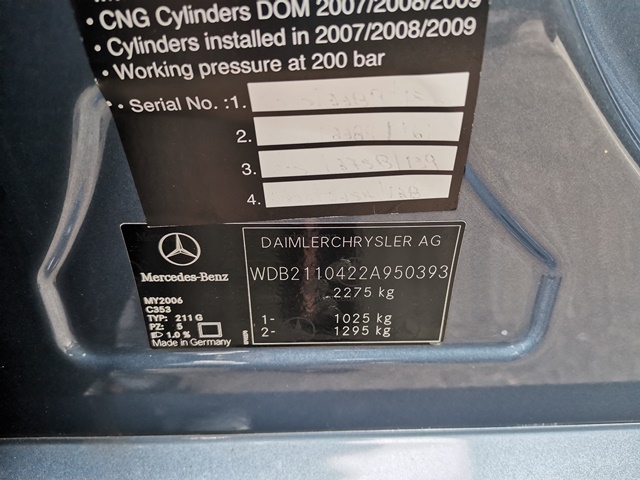 • CNG Cylinders DOM 2007/2008/2009
• Cylinders installed in 2007/2008/2009
• Working pressure at 200 bar
• Serial No. :1.
2.
3.
4.
Mercedes-Benz
MY2006
C353
TYP: 211 G
PZ: 5
1.0 %
Made in Germany
DAIMLERCHRYSLER AG
WDB2110422A950393
2275 kg
1- 1025 kg
2- 1295 kg